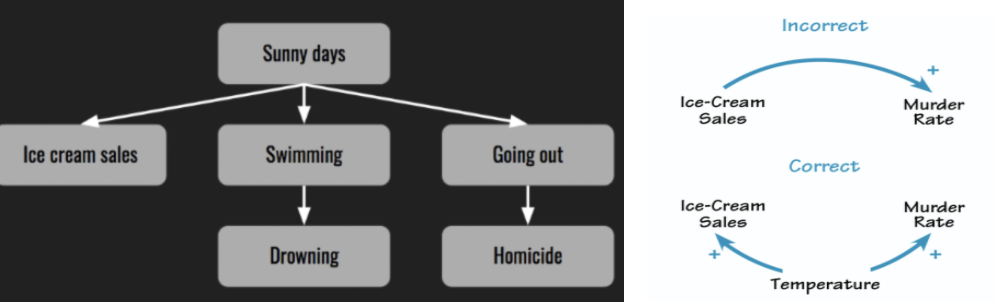 Sunny days
Ice cream sales
Swimming
Going out
Drowning
Homicide
Incorrect
+
Ice-Cream
Sales
Murder
Rate
Correct
Ice-Cream
Sales
Murder
Rate
+
+
Temperature